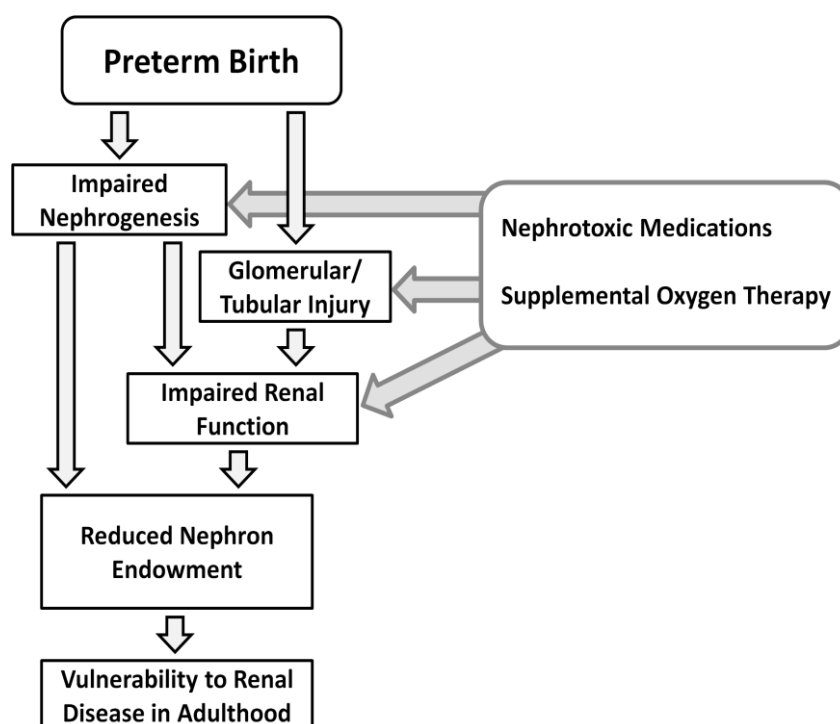 Preterm Birth
Impaired
Nephrogenesis
Nephrotoxic Medications
Supplemental Oxygen Therapy
Glomerular/
Tubular Injury
Impaired Renal
Function
Reduced Nephron
Endowment
Vulnerability to Renal
Disease in Adulthood